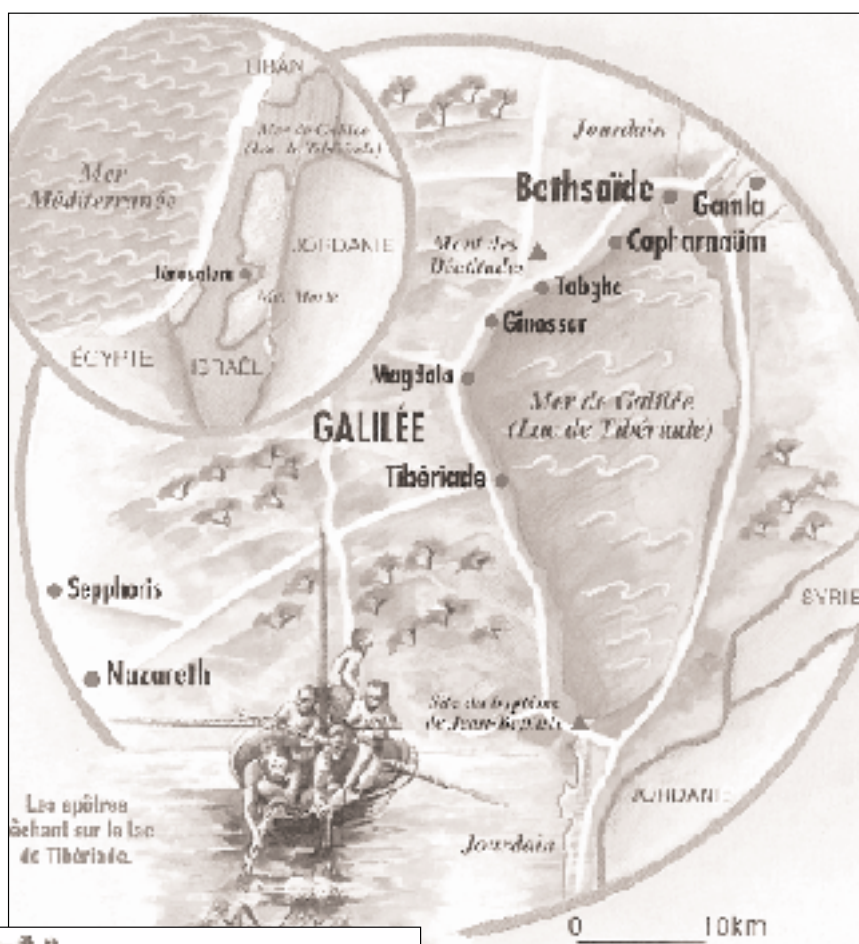 LIBAN
Mer de Galilée
(Lac de Tibériade)
Mer
Méditerranée
JORDANIE
Jérusalem
Mer Morte
ÉGYPTE
ISRAËL
Jourdain
Bethsaïde
Gamla
Capharnaüm
Mont des
Béatitudes
Tabgha
Ginossar
Magdala
Mer de Galilée
(Lac de Tibériade)
GALILÉE
Tibériade
Sepphoris
SYRIE
Nazareth
Site du baptême
de Jean-Baptiste
Les apôtres
êchant sur le lac
de Tibériade.
JORDANIE
Jourdain
0 10km